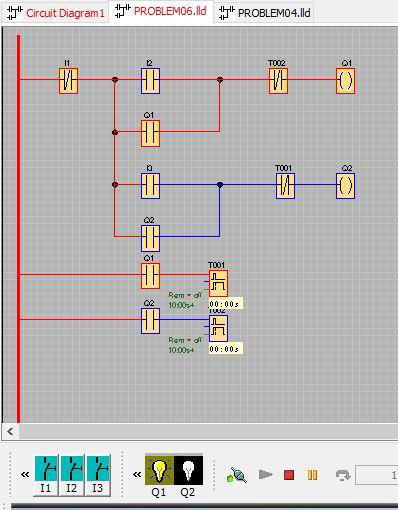 Circuit Diagram1 PROBLEM06.lld PROBLEM04.lld
I1 I2 T002 Q1
Q1
I3 T001 Q2
Q2
Q1
T001
Rem = off
10:00s+
00:00s
Q2
T002
Rem = off
10:00s+
00:00s
<
« I1 I2 I3 « Q1 Q2 1